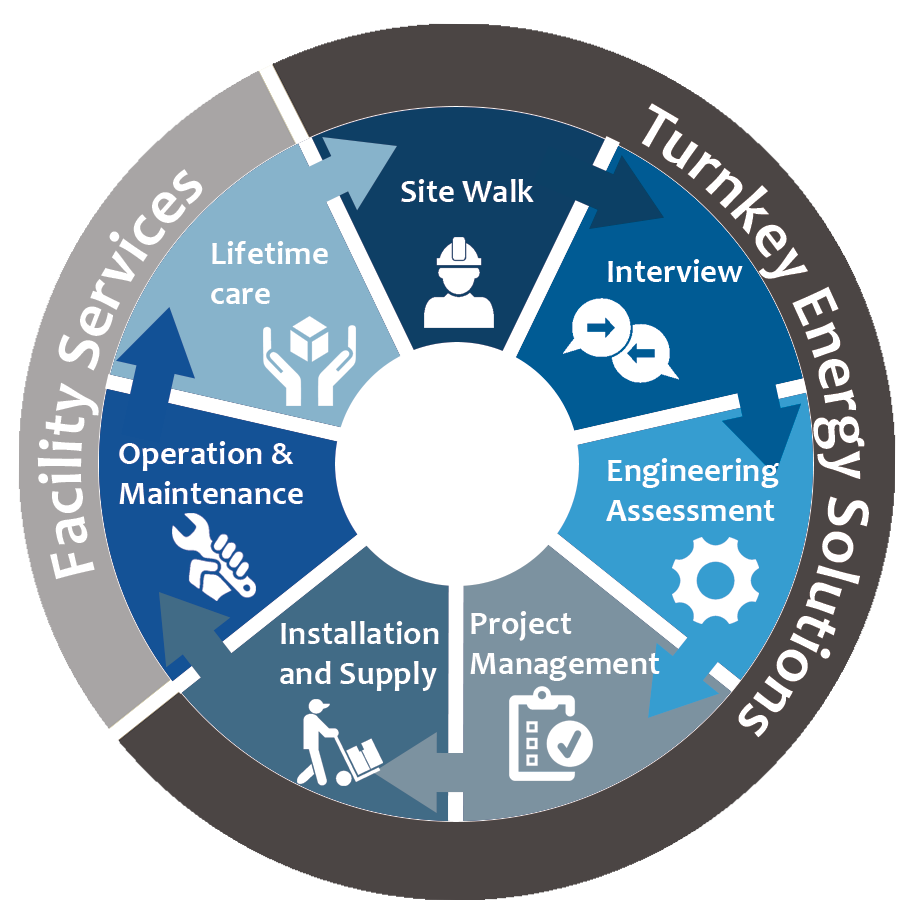 Turnkey Energy Solutions
Facility Services
Site Walk
Interview
Engineering
Assessment
Project
Management
Installation
and Supply
Operation &
Maintenance
Lifetime
care